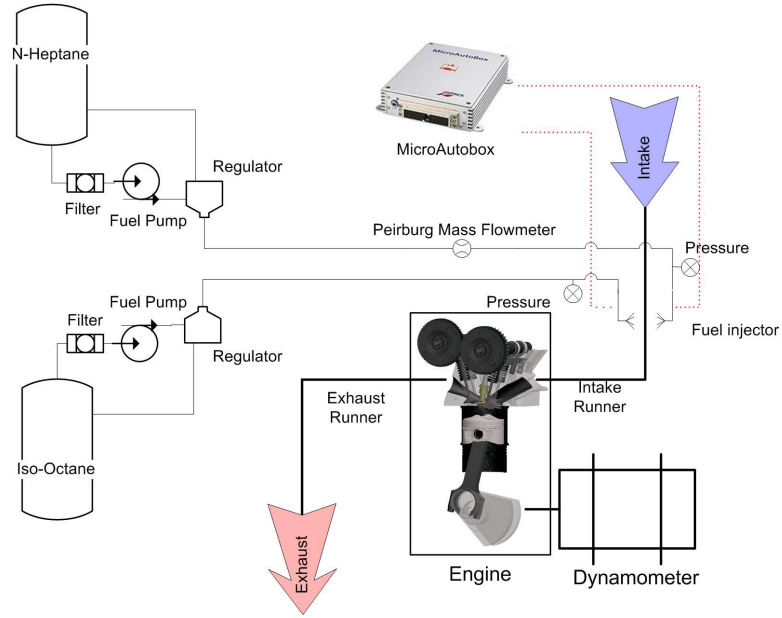 N-Heptane
MicroAutoBox
dSPACE
MicroAutobox
Intake
Regulator
Filter
Fuel Pump
Peirburg Mass Flowmeter
Pressure
Fuel Pump
Filter
Pressure
Regulator
Fuel injector
Exhaust
Runner
Intake
Runner
Iso-Octane
Exhaust
Engine
Dynamometer